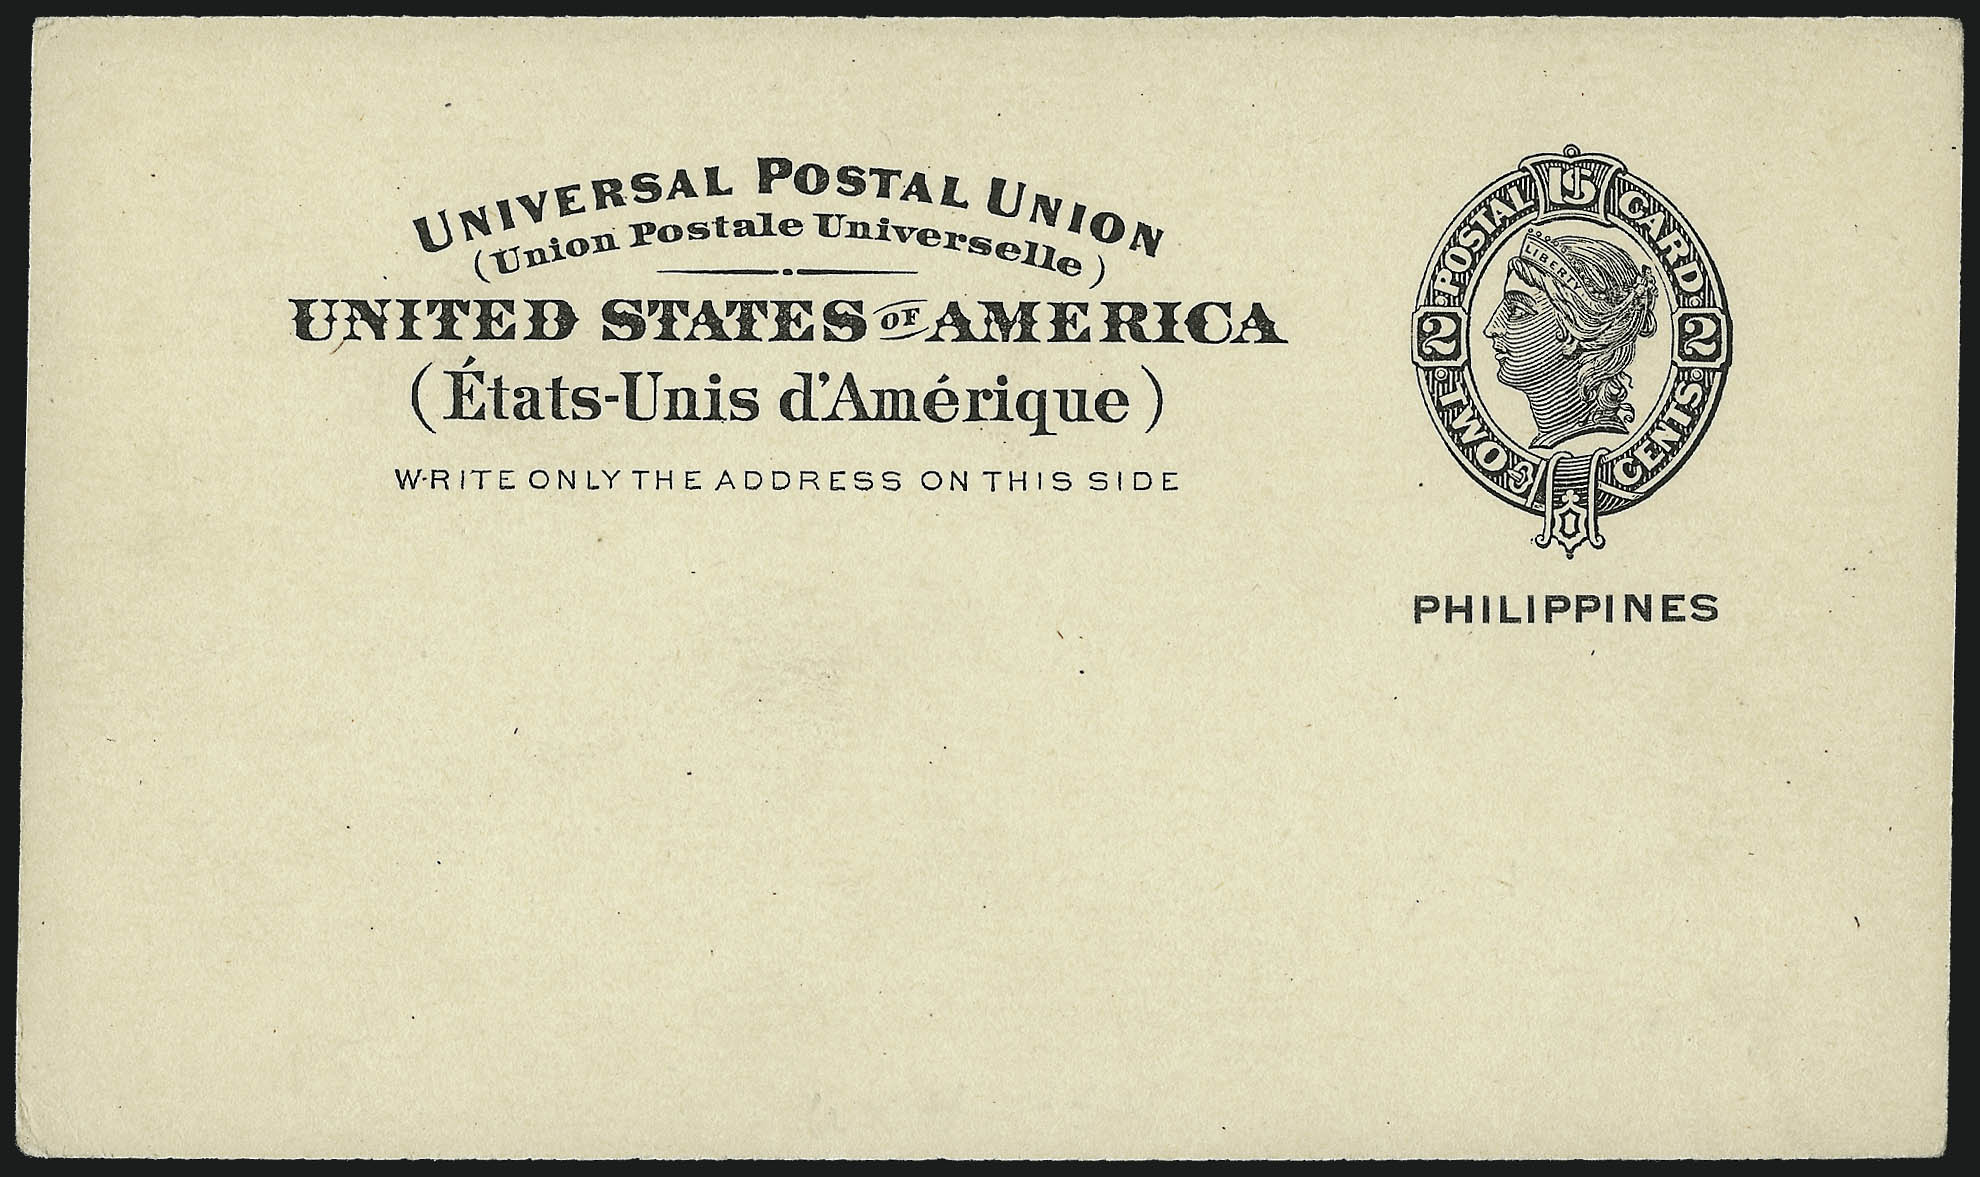 UNIVERSAL POSTAL UNION
(Union Postale Universelle)
UNITED STATES OF AMERICA
(États-Unis d'Amérique)
WRITE ONLY THE ADDRESS ON THIS SIDE
US
POSTAL CARD
LIBERTY
2 2
TWO CENTS
PHILIPPINES